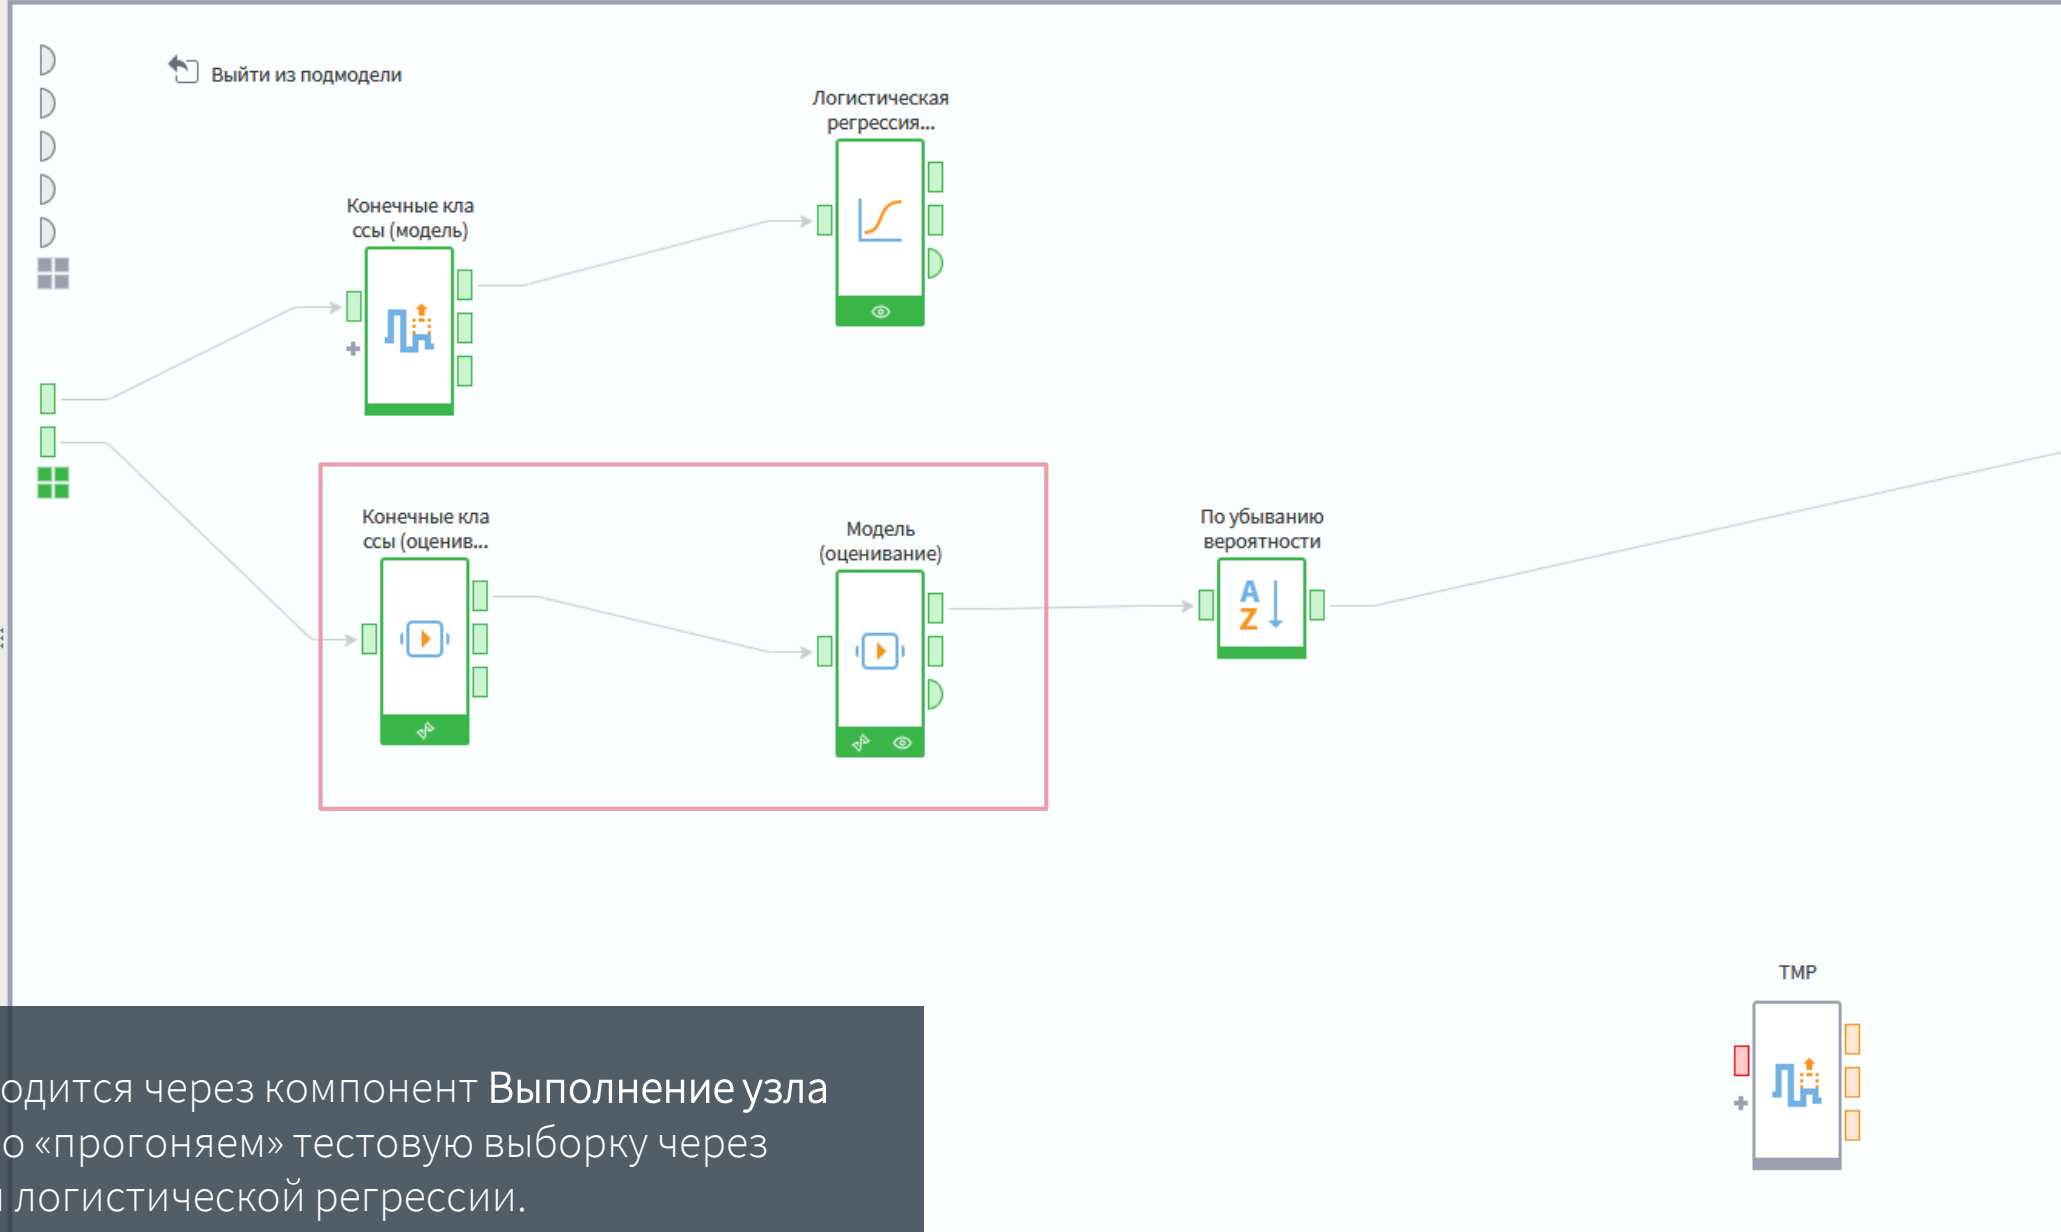 Выйти из подмодели
Логистическая
регрессия...
Конечные кла
ссы (модель)
Конечные кла
ссы (оценив...
Модель
(оценивание)
По убыванию
вероятности
A
Z
TMP
одится через компонент Выполнение узла
о «прогоняем» тестовую выборку через
логистической регрессии.